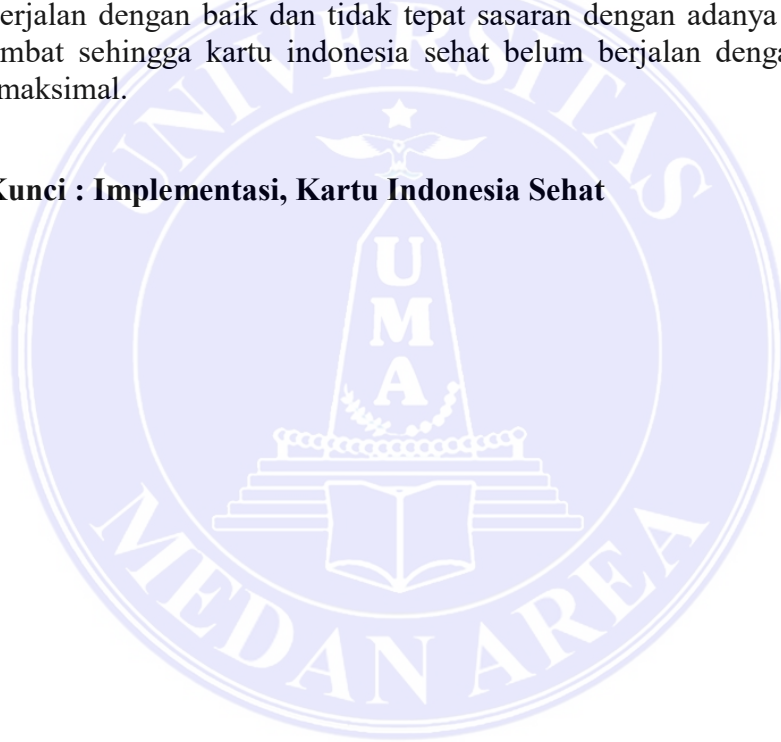 erjalan dengan baik dan tidak tepat sasaran dengan adanya
mbat sehingga kartu indonesia sehat belum berjalan denga
maksimal.
Kunci : Implementasi, Kartu Indonesia Sehat
UNIVERSITAS
UMA
MEDAN AREA